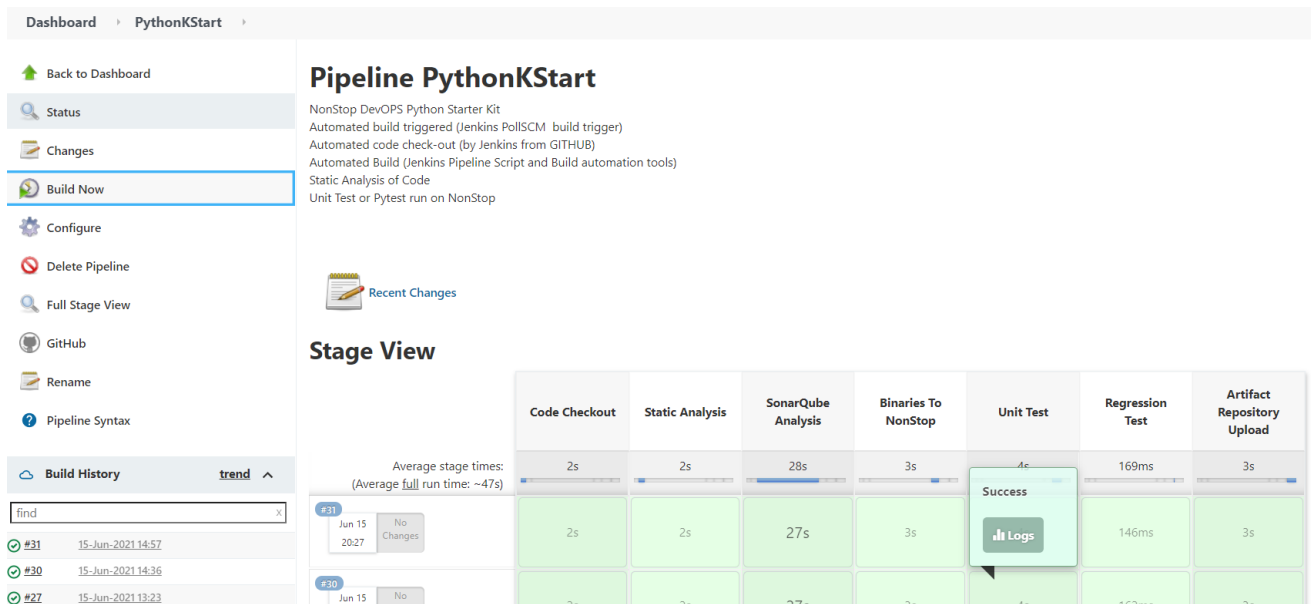 Dashboard
PythonKStart
Back to Dashboard
Status
Changes
Build Now
Configure
Delete Pipeline
Full Stage View
GitHub
Rename
Pipeline Syntax
Build History trend
find x
#31 15-Jun-2021 14:57
#30 15-Jun-2021 14:36
#27 15-Jun-2021 13:23
Pipeline PythonKStart
NonStop DevOPS Python Starter Kit
Automated build triggered (Jenkins PollSCM build trigger)
Automated code check-out (by Jenkins from GITHUB)
Automated Build (Jenkins Pipeline Script and Build automation tools)
Static Analysis of Code
Unit Test or Pytest run on NonStop
Recent Changes
Stage View
Code Checkout
Static Analysis
SonarQube
Analysis
Binaries To
NonStop
Unit Test
Regression
Test
Artifact
Repository
Upload
Average stage times:
(Average full run time: ~47s)
2s 2s 28s 3s 4s 169ms 3s
#31
Jun 15
20:27
No
Changes
2s 2s 27s 3s
Success
Logs
146ms 3s
#30
Jun 15
No